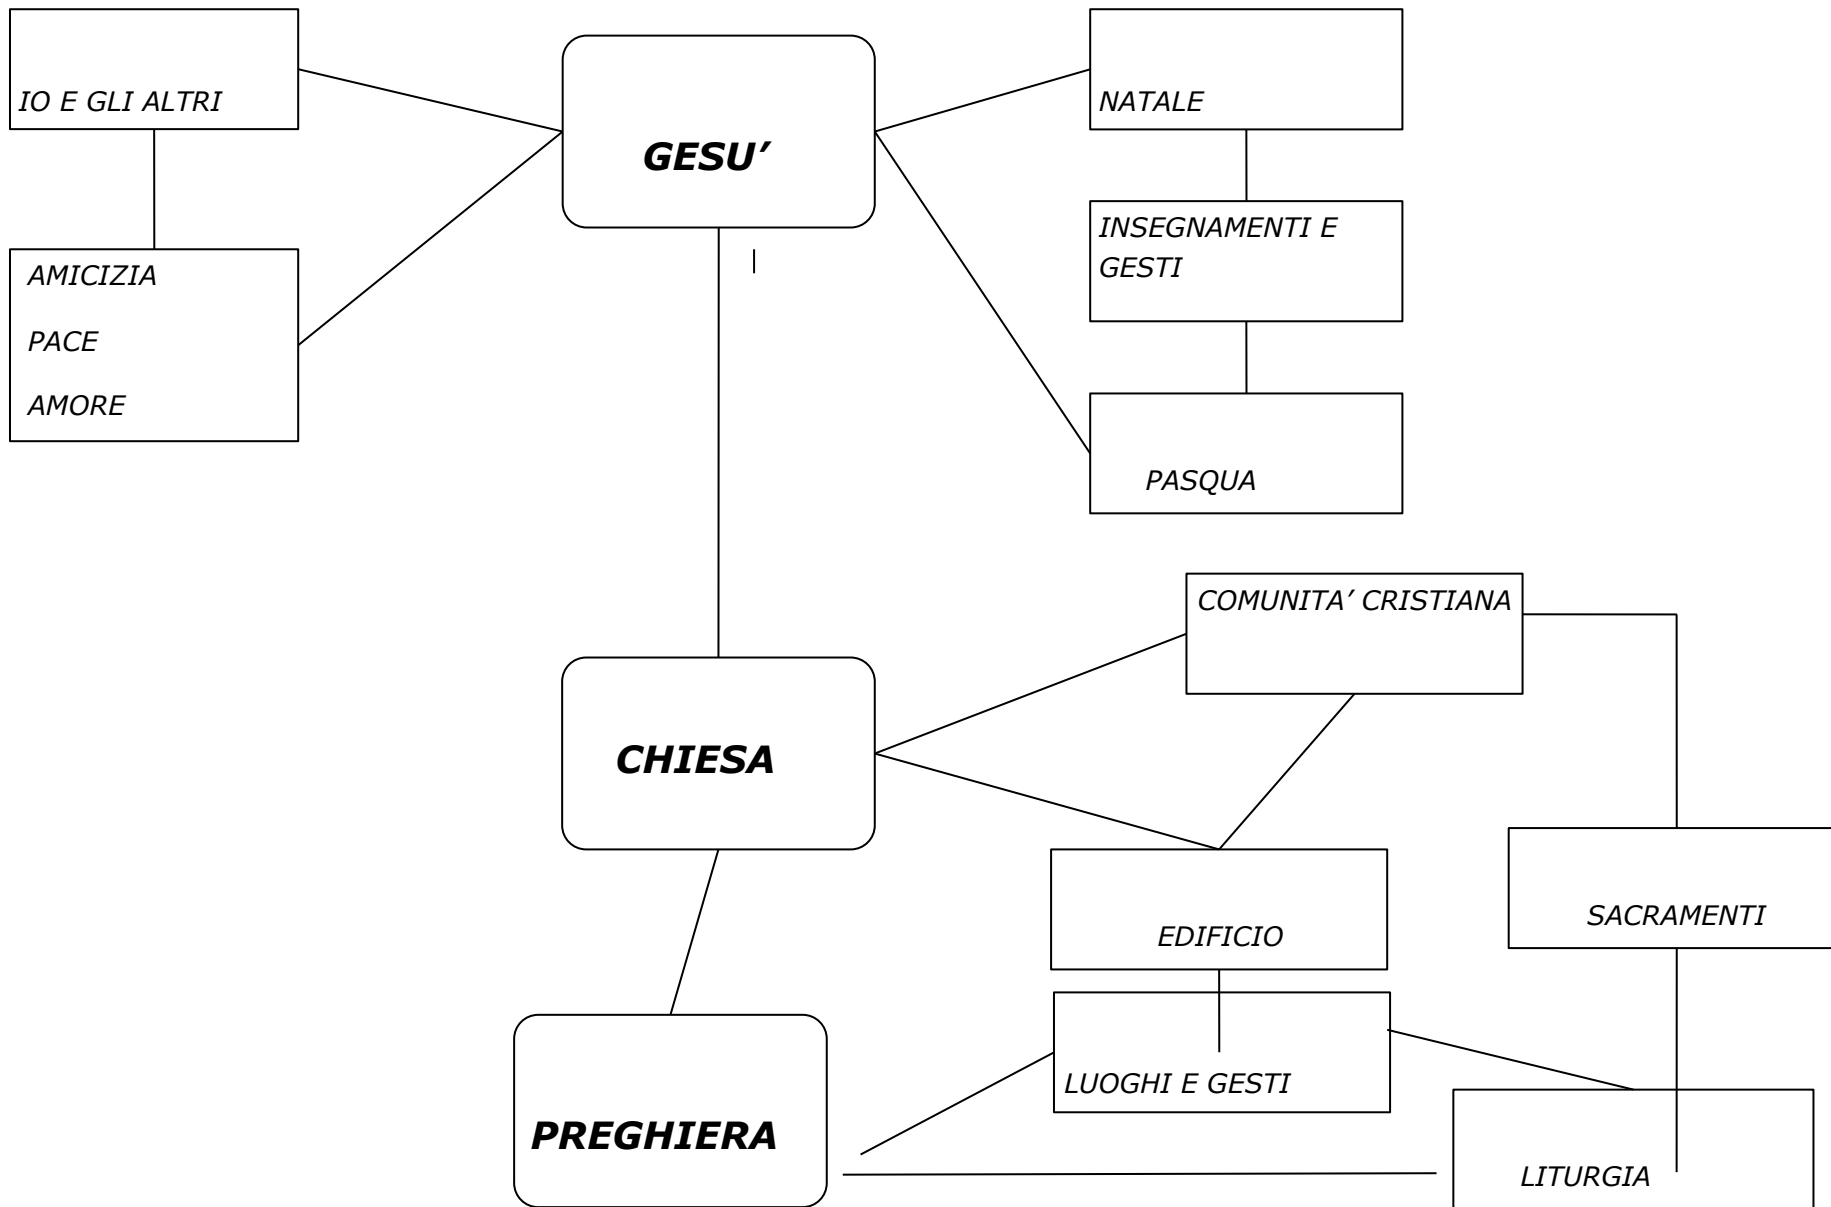 IO E GLI ALTRI
GESU’
NATALE
INSEGNAMENTI E
GESTI
AMICIZIA
PACE
AMORE
PASQUA
COMUNITA’ CRISTIANA
CHIESA
SACRAMENTI
EDIFICIO
LUOGHI E GESTI
PREGHIERA
LITURGIA